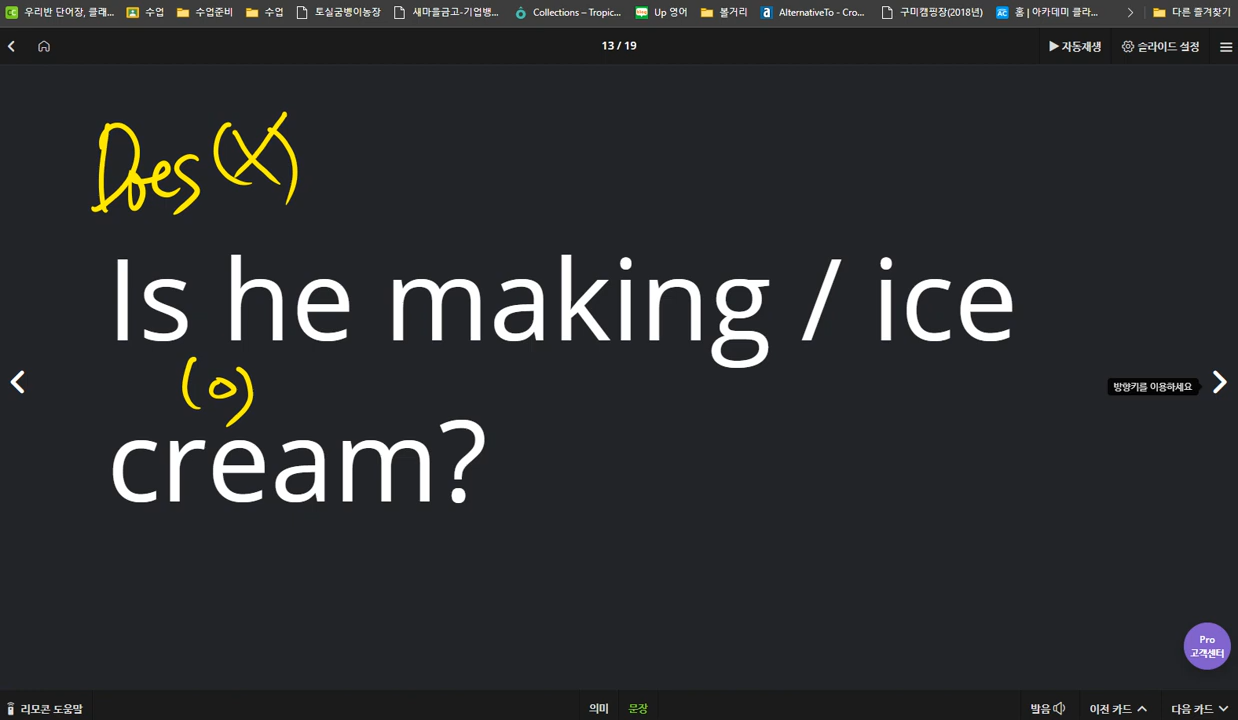 우리반 단어장, 클래... 수업 수업준비 수업 토실궁벵이농장 새마을금고-기업뱅... Collections – Tropic... Up 영어 볼거리 AlternativeTo - Cro... 구미캠핑장(2018년) 홈 | 아카데미 클라... 다른 즐겨찾기
13 / 19 자동재생 슬라이드 설정
Does (X)
Is he making / ice
(O)
방향키를 이용하세요
cream?
Pro
고객센터
리모콘 도움말 의미 문장 발음 이전 카드 다음 카드